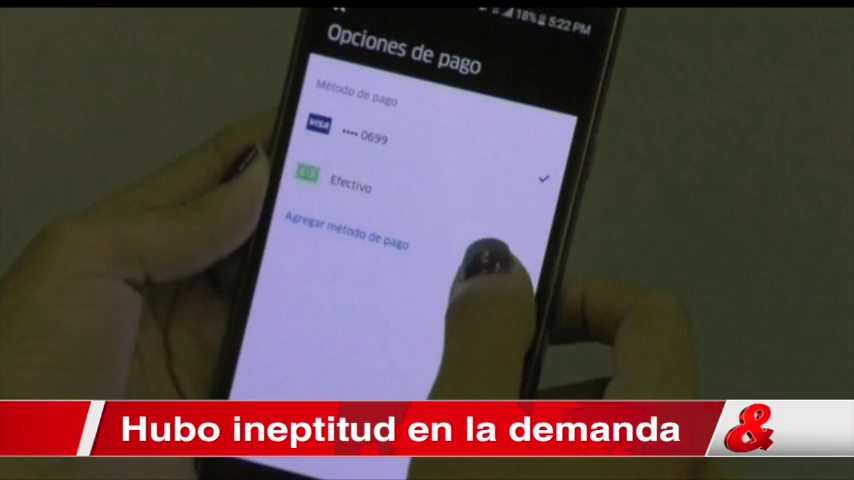 18% 5:22 PM
Opciones de pago
Método de pago
VISA •••• 0699
Efectivo
Agregar método de pago
Hubo ineptitud en la demanda
&